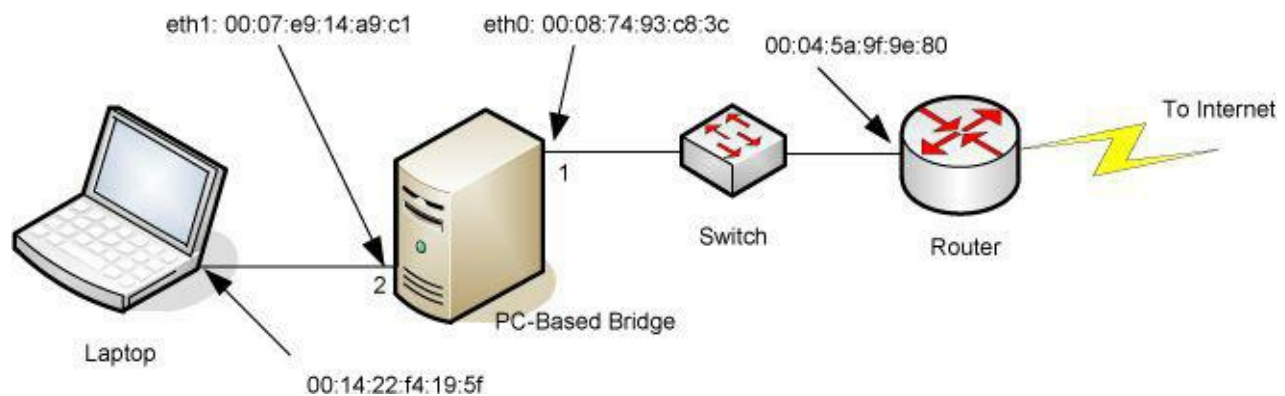 eth1: 00:07:e9:14:a9:c1
eth0: 00:08:74:93:c8:3c
00:04:5a:9f:9e:80
To Internet
1
Switch
Router
2
PC-Based Bridge
Laptop
00:14:22:f4:19:5f